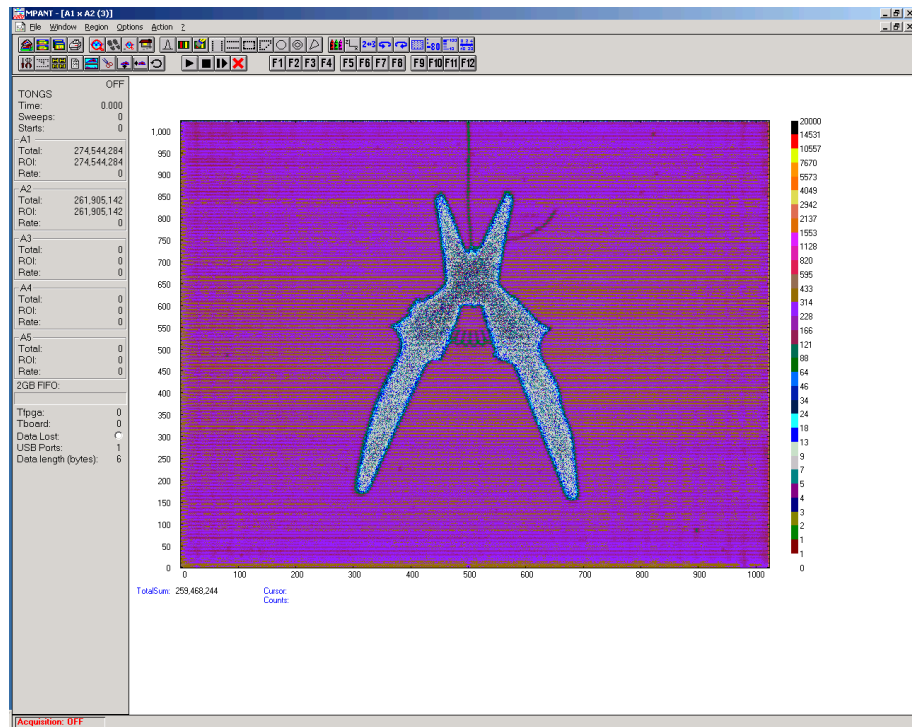 MPANT - [A1 x A2 (3)]
File Window Region Options Action ?
F1 F2 F3 F4 F5 F6 F7 F8 F9 F10 F11 F12
OFF
TONGS
Time: 0.000
Sweeps: 0
Starts: 0
A1
Total: 274,544,284
ROI: 274,544,284
Rate: 0
A2
Total: 261,905,142
ROI: 261,905,142
Rate: 0
A3
Total: 0
ROI: 0
Rate: 0
A4
Total: 0
ROI: 0
Rate: 0
A5
Total: 0
ROI: 0
Rate: 0
2GB FIFO:
Tfpga: 0
Tboard: 0
Data Lost:
USB Ports: 1
Data length (bytes): 6
1,000
950
900
850
800
750
700
650
600
550
500
450
400
350
300
250
200
150
100
50
0
0 100 200 300 400 500 600 700 800 900 1000
20000
14531
10557
7670
5573
4049
2942
2137
1553
1128
820
595
433
314
228
166
121
88
64
46
34
24
18
13
9
7
5
4
3
2
1
1
0
TotalSum: 259,468,244 Cursor:
Counts:
Acquisition: OFF